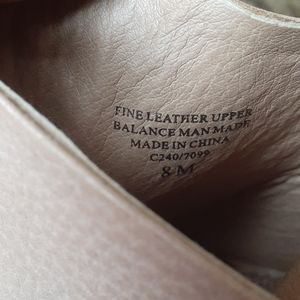 FINE LEATHER UPPER
BALANCE MAN MADE
MADE IN CHINA
C240/7099
8 M